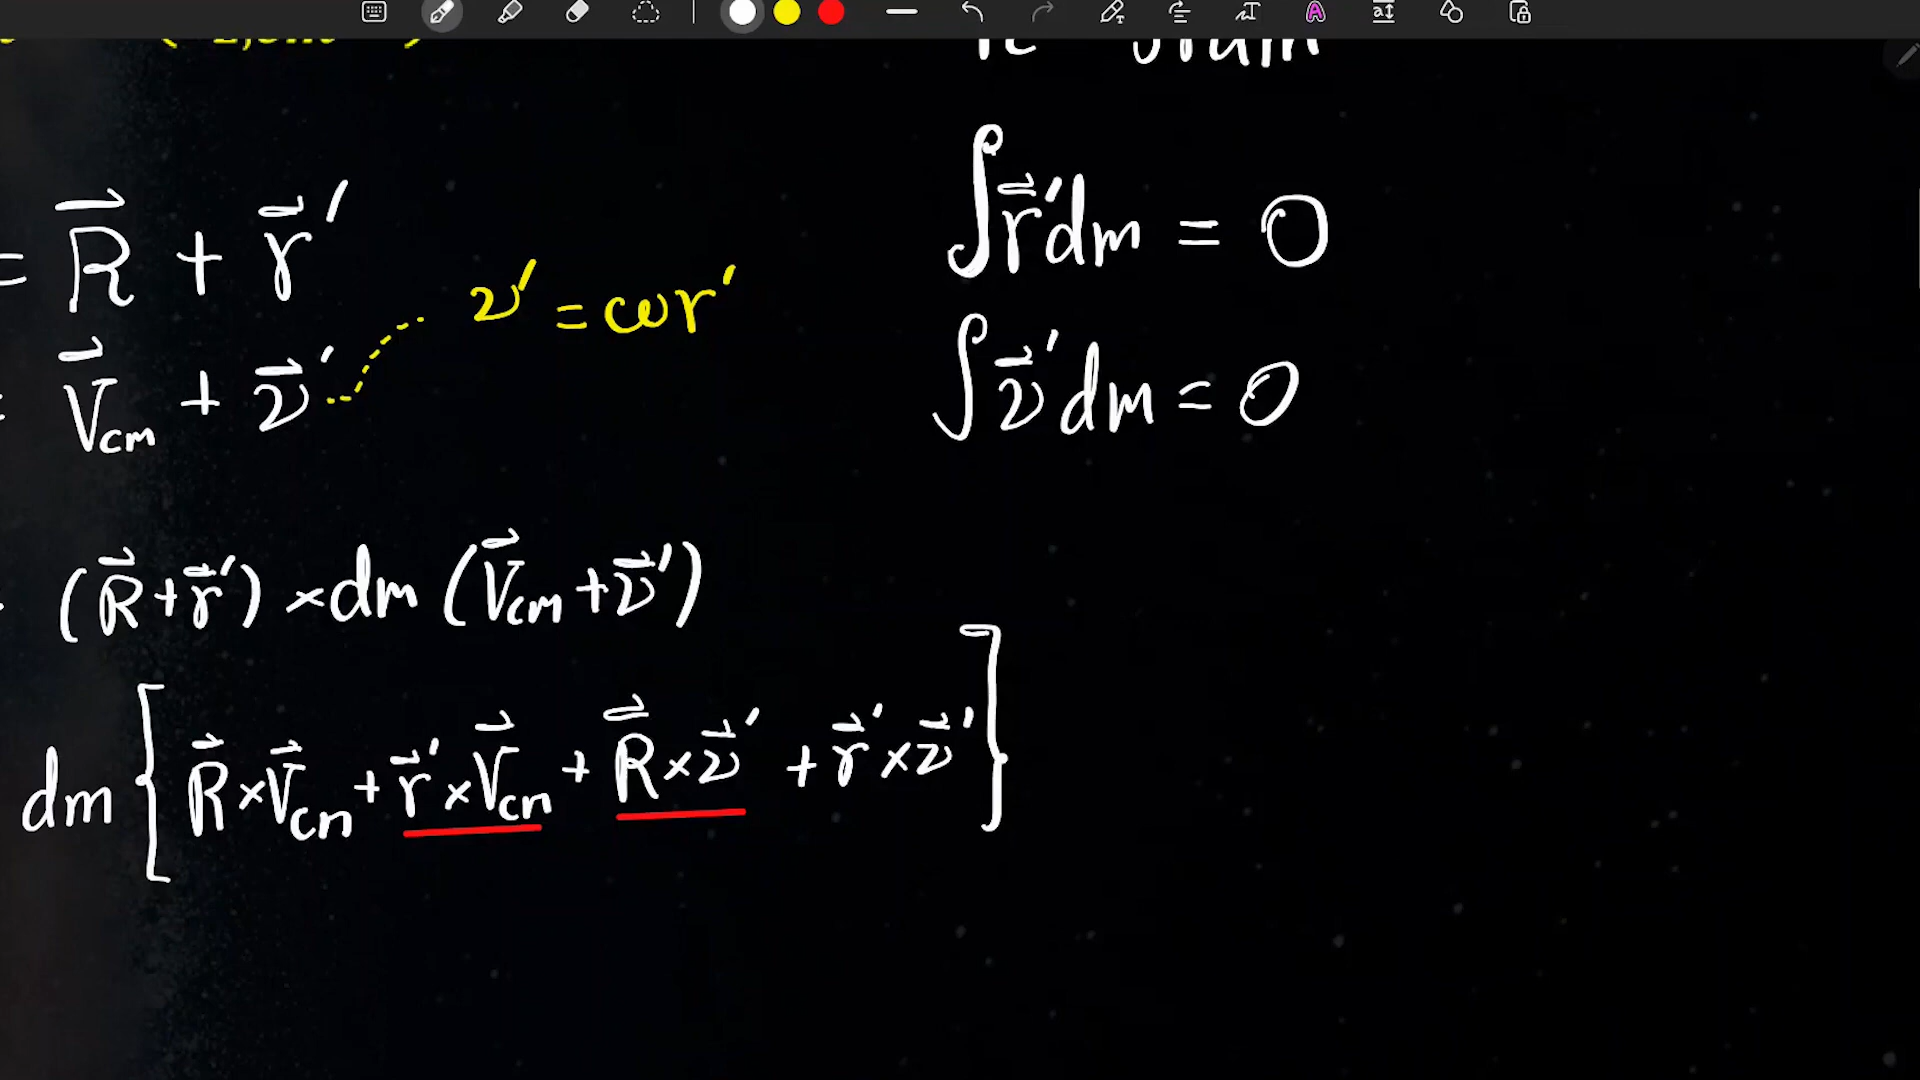 = R⃗ + r⃗′
v′ = ωr′
= V⃗cm + v⃗′
∫r⃗′dm = 0
∫v⃗′dm = 0
(R⃗+r⃗′) ×dm (V⃗cm+v⃗′)
dm [R⃗×V⃗cm + r⃗′×V⃗cm + R⃗×v⃗′ + r⃗′×v⃗′]